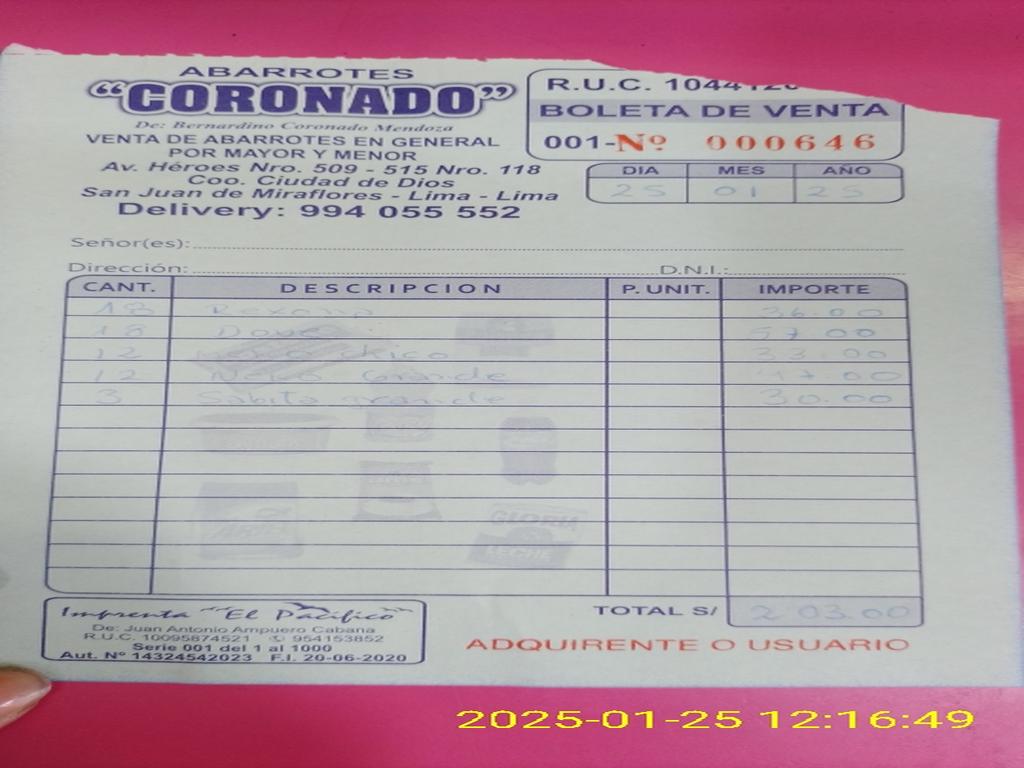 ABARROTES
"CORONADO"
De: Bernardino Coronado Mendoza
VENTA DE ABARROTES EN GENERAL
POR MAYOR Y MENOR
Av. Héroes Nro. 509 - 515 Nro. 118
Coo. Ciudad de Dios
San Juan de Miraflores - Lima - Lima
Delivery: 994 055 552
R.U.C.
BOLETA DE VENTA
001-Nº 000646
DIA MES AÑO
25 01 25
Señor(es):
Dirección: D.N.I.:
CANT. DESCRIPCION P. UNIT. IMPORTE
18 Rexona 36.00
18 Dove 57.00
12 chico 33.00
12 Grande 47.00
3 Sabita grande 30.00
GLORIA
LECHE
TOTAL S/ 203.00
Imprenta "El Pacífico"
De: Juan Antonio Ampuero Cabana
R.U.C. 10095874521 954153852
Serie 001 del 1 al 1000
Aut. Nº 14324542023 F.I. 20-06-2020
ADQUIRENTE O USUARIO
2025-01-25 12:16:49